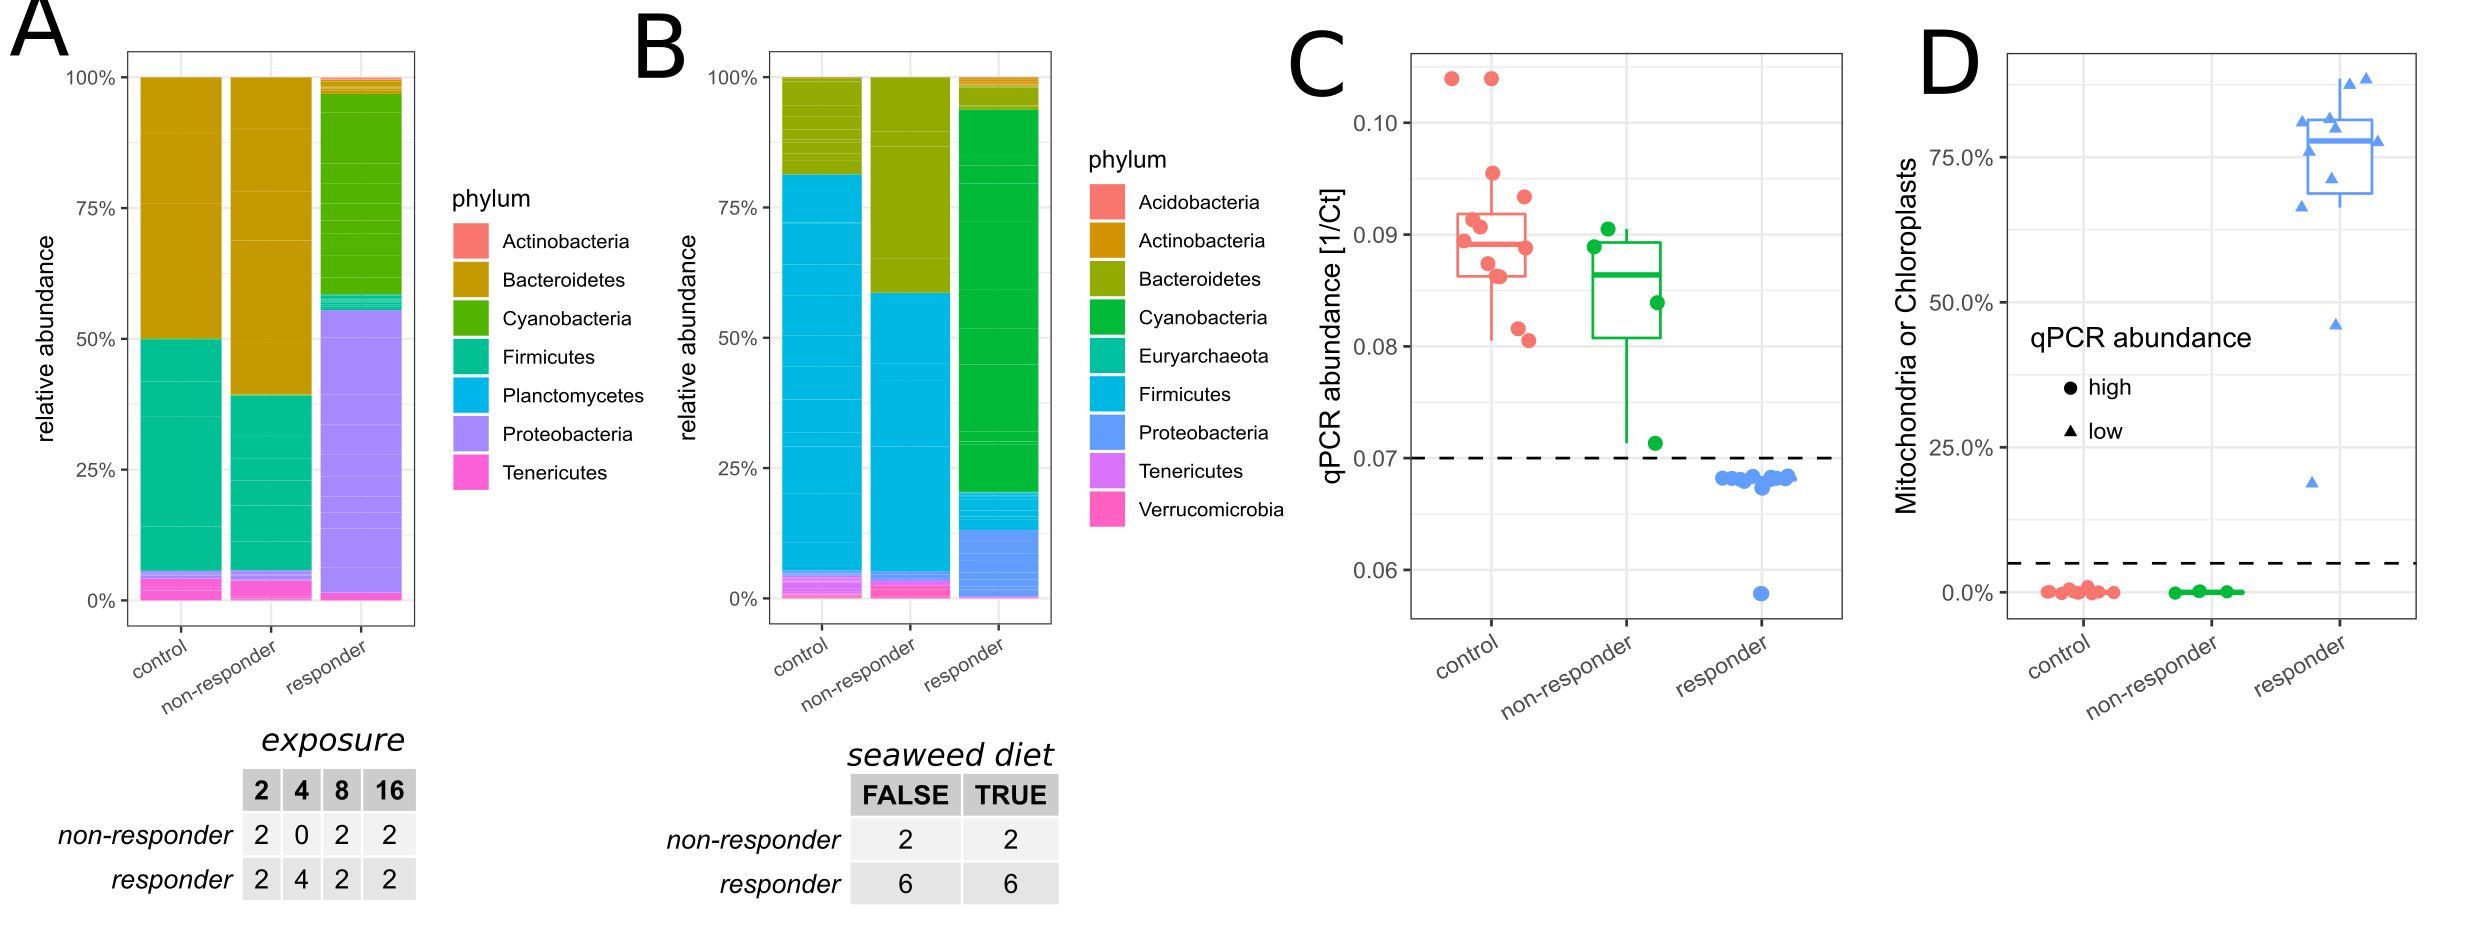 A
100%
75%
50%
25%
0%
relative abundance
control
non-responder
responder
phylum
Actinobacteria
Bacteroidetes
Cyanobacteria
Firmicutes
Planctomycetes
Proteobacteria
Tenericutes
exposure
2 4 8 16
non-responder 2 0 2 2
responder 2 4 2 2
B
100%
75%
50%
25%
0%
relative abundance
control
non-responder
responder
phylum
Acidobacteria
Actinobacteria
Bacteroidetes
Cyanobacteria
Euryarchaeota
Firmicutes
Proteobacteria
Tenericutes
Verrucomicrobia
seaweed diet
FALSE TRUE
non-responder 2 2
responder 6 6
C
0.10
0.09
0.08
0.07
0.06
qPCR abundance [1/Ct]
control
non-responder
responder
D
75.0%
50.0%
25.0%
0.0%
Mitochondria or Chloroplasts
qPCR abundance
high
low
control
non-responder
responder